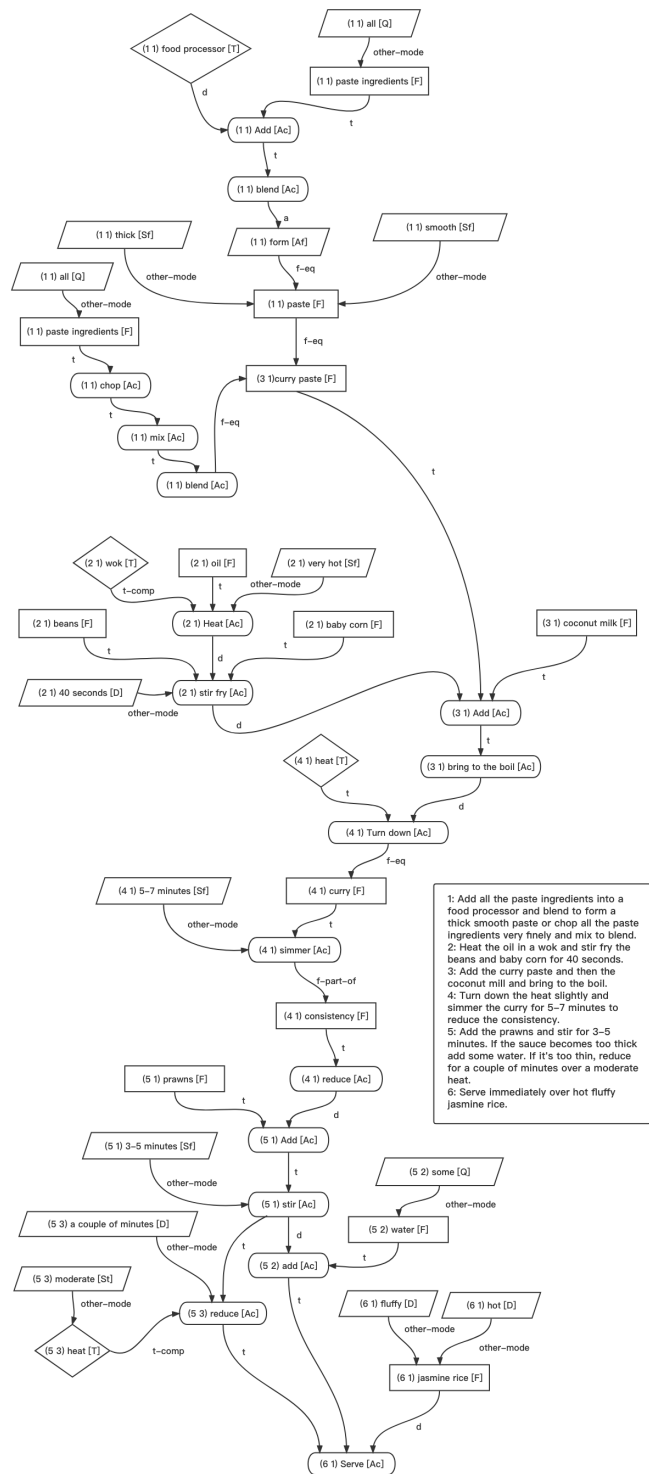 (1 1) all [Q]
other-mode
(1 1) food processor [T]
(1 1) paste ingredients [F]
d
t
(1 1) Add [Ac]
t
(1 1) blend [Ac]
a
(1 1) thick [Sf]
(1 1) form [Af]
(1 1) smooth [Sf]
f-eq
other-mode
other-mode
(1 1) all [Q]
other-mode
(1 1) paste [F]
(1 1) paste ingredients [F]
f-eq
t
(3 1)curry paste [F]
(1 1) chop [Ac]
t
f-eq
(1 1) mix [Ac]
t
(1 1) blend [Ac]
t
(2 1) wok [T]
(2 1) oil [F]
(2 1) very hot [Sf]
t-comp
t
other-mode
(2 1) beans [F]
(2 1) Heat [Ac]
(2 1) baby corn [F]
(3 1) coconut milk [F]
t
d
t
t
(2 1) 40 seconds [D]
other-mode
(2 1) stir fry [Ac]
d
(3 1) Add [Ac]
t
(4 1) heat [T]
(3 1) bring to the boil [Ac]
t
d
(4 1) Turn down [Ac]
f-eq
(4 1) 5-7 minutes [Sf]
(4 1) curry [F]
other-mode
t
(4 1) simmer [Ac]
f-part-of
(4 1) consistency [F]
t
1: Add all the paste ingredients into a
food processor and blend to form a
thick smooth paste or chop all the paste
ingredients very finely and mix to blend.
2: Heat the oil in a wok and stir fry the
beans and baby corn for 40 seconds.
3: Add the curry paste and then the
coconut mill and bring to the boil.
4: Turn down the heat slightly and
simmer the curry for 5-7 minutes to
reduce the consistency.
5: Add the prawns and stir for 3-5
minutes. If the sauce becomes too thick
add some water. If it's too thin, reduce
for a couple of minutes over a moderate
heat.
6: Serve immediately over hot fluffy
jasmine rice.
(5 1) prawns [F]
(4 1) reduce [Ac]
t
d
(5 1) Add [Ac]
(5 1) 3-5 minutes [Sf]
t
other-mode
(5 2) some [Q]
other-mode
(5 1) stir [Ac]
(5 3) a couple of minutes [D]
(5 2) water [F]
other-mode
t
d
t
(5 2) add [Ac]
(5 3) moderate [St]
other-mode
t
(5 3) reduce [Ac]
(6 1) fluffy [D]
(6 1) hot [D]
other-mode
other-mode
(5 3) heat [T]
t-comp
t
(6 1) jasmine rice [F]
d
(6 1) Serve [Ac]